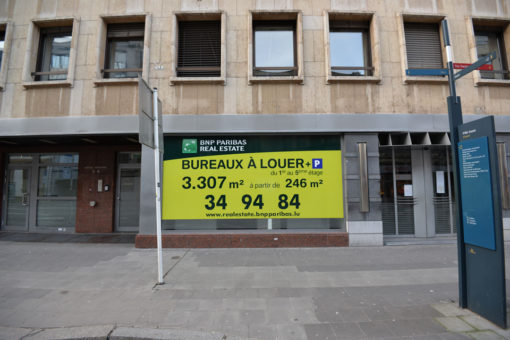 BNP PARIBAS
REAL ESTATE
BUREAUX À LOUER+ P
du 1er au 5ème étage
3.307 m² à partir de 246 m²
34 94 84
www.realestate.bnpparibas.lu